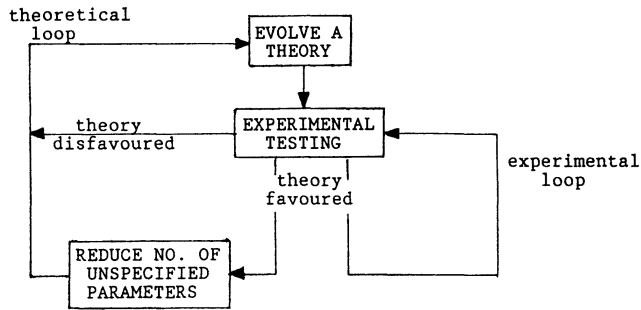 theoretical
loop
EVOLVE A
THEORY
theory
disfavoured
EXPERIMENTAL
TESTING
theory
favoured
experimental
loop
REDUCE NO. OF
UNSPECIFIED
PARAMETERS